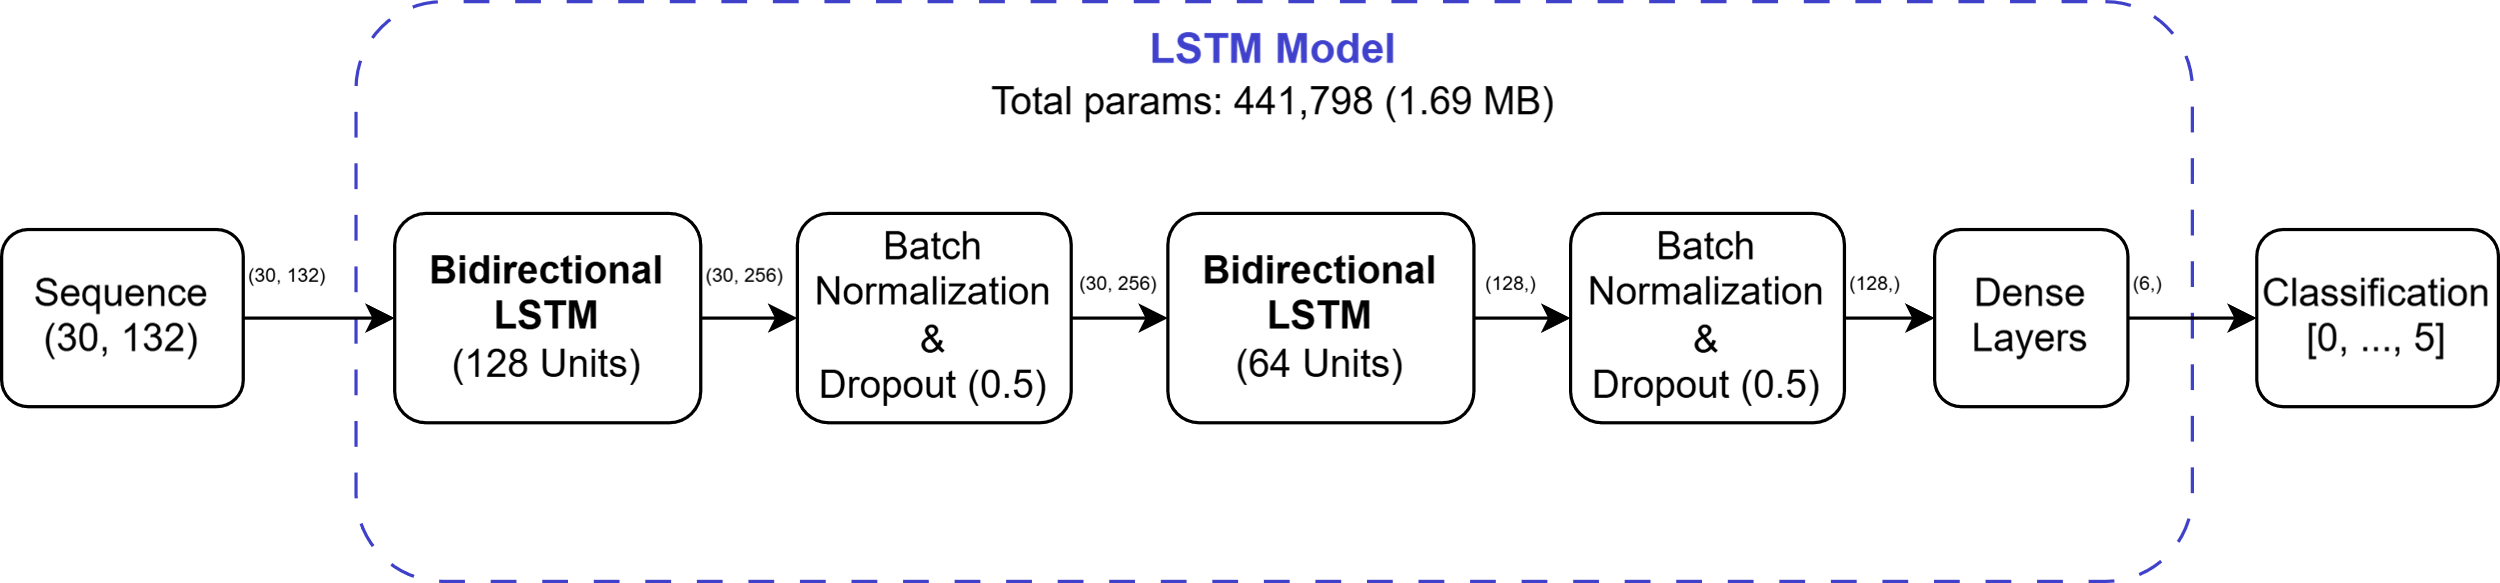 LSTM Model
Total params: 441,798 (1.69 MB)
Sequence
(30, 132)
(30, 132)
Bidirectional
LSTM
(128 Units)
(30, 256)
Batch
Normalization
&
Dropout (0.5)
(30, 256)
Bidirectional
LSTM
(64 Units)
(128,)
Batch
Normalization
&
Dropout (0.5)
(128,)
Dense
Layers
(6,)
Classification
[0, ..., 5]